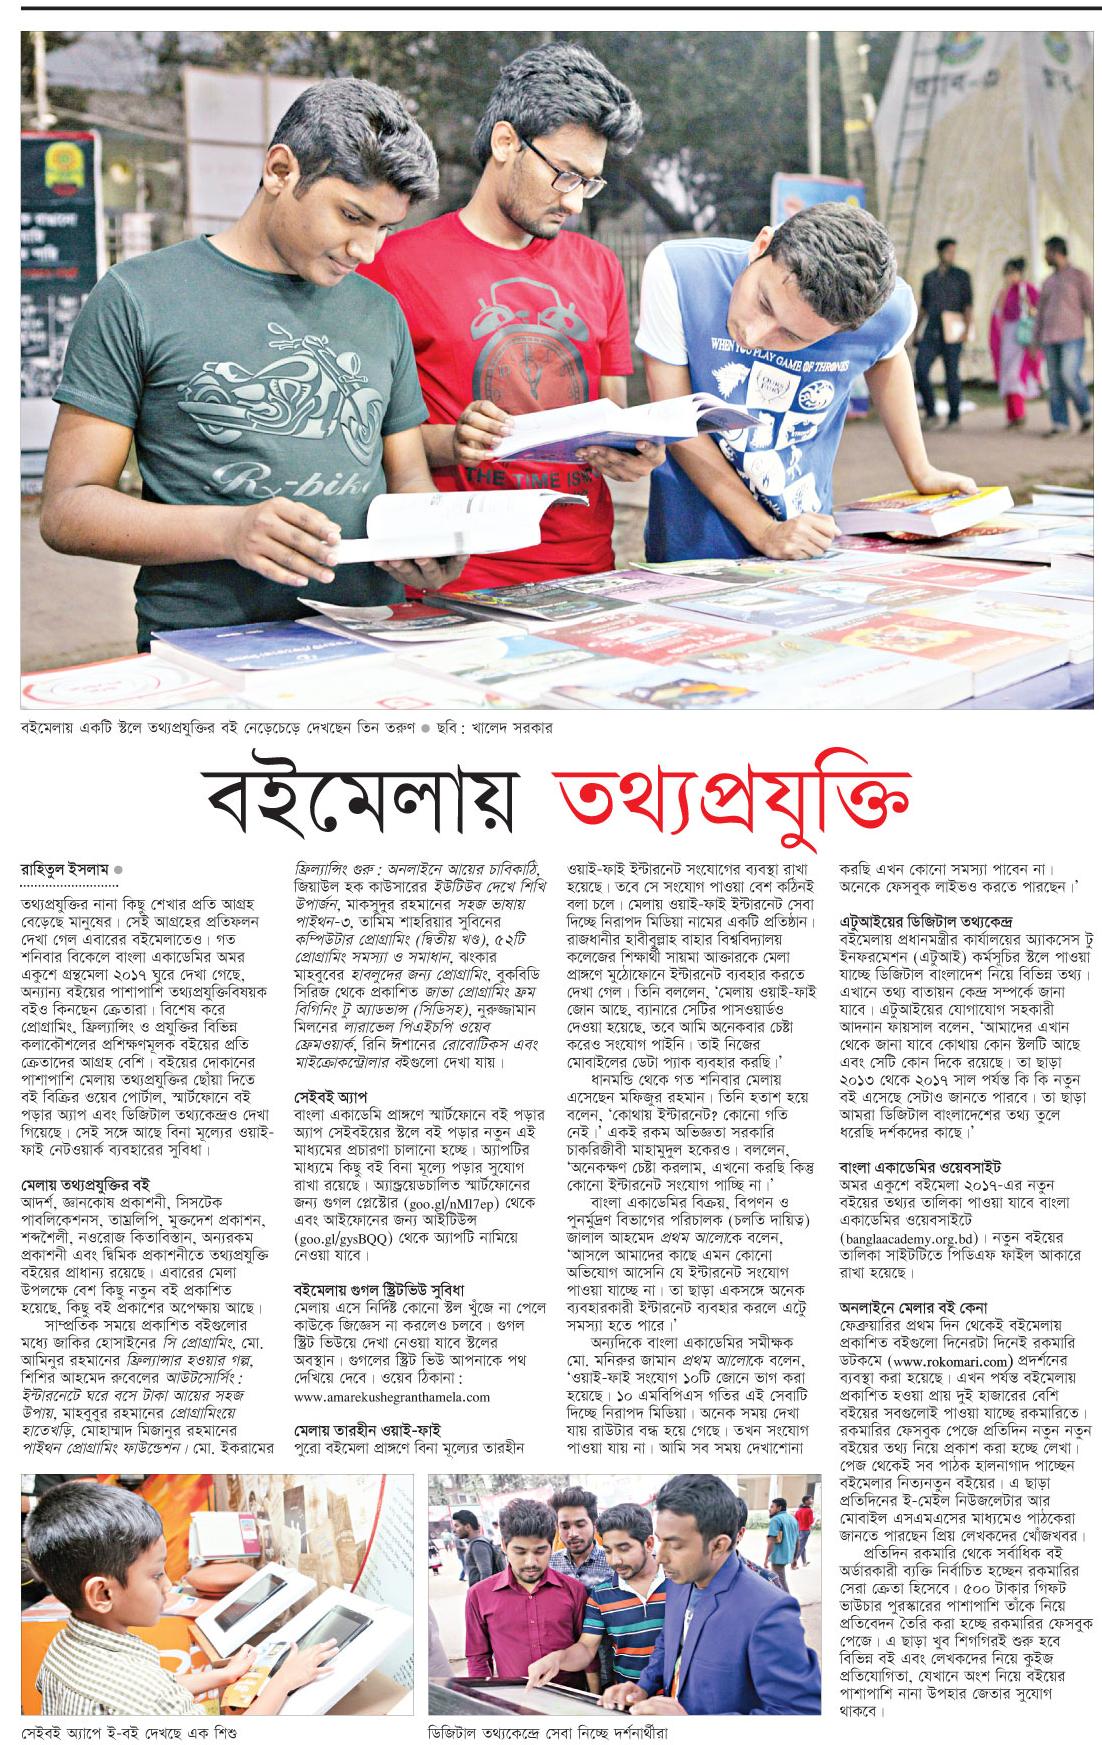 WHEN YOU PLAY GAME OF THRONES
THE TIME IS
R-bike
বইমেলায় একটি স্টলে তথ্যপ্রযুক্তির বই নেড়েচেড়ে দেখছেন তিন তরুণ ● ছবি : খালেদ সরকার
বইমেলায় তথ্যপ্রযুক্তি
রাহিতুল ইসলাম ●
তথ্যপ্রযুক্তির নানা কিছু শেখার প্রতি আগ্রহ
বেড়েছে মানুষের। সেই আগ্রহের প্রতিফলন
দেখা গেল এবারের বইমেলাতেও। গত
শনিবার বিকেলে বাংলা একাডেমির অমর
একুশে গ্রন্থমেলা ২০১৭ ঘুরে দেখা গেছে,
অন্যান্য বইয়ের পাশাপাশি তথ্যপ্রযুক্তিবিষয়ক
বইও কিনছেন ক্রেতারা। বিশেষ করে
প্রোগ্রামিং, ফ্রিল্যান্সিং ও প্রযুক্তির বিভিন্ন
কলাকৌশলের প্রশিক্ষণমূলক বইয়ের প্রতি
ক্রেতাদের আগ্রহ বেশি। বইয়ের দোকানের
পাশাপাশি মেলায় তথ্যপ্রযুক্তির ছোঁয়া দিতে
বই বিক্রির ওয়েব পোর্টাল, স্মার্টফোনে বই
পড়ার অ্যাপ এবং ডিজিটাল তথ্যকেন্দ্রও দেখা
গিয়েছে। সেই সঙ্গে আছে বিনা মূল্যের ওয়াই-
ফাই নেটওয়ার্ক ব্যবহারের সুবিধা।
মেলায় তথ্যপ্রযুক্তির বই
আদর্শ, জ্ঞানকোষ প্রকাশনী, সিসটেক
পাবলিকেশনস, তাম্রলিপি, মুক্তদেশ প্রকাশন,
শব্দশৈলী, নওরোজ কিতাবিস্তান, অন্যরকম
প্রকাশনী এবং দ্বিমিক প্রকাশনীতে তথ্যপ্রযুক্তি
বইয়ের প্রাধান্য রয়েছে। এবারের মেলা
উপলক্ষে বেশ কিছু নতুন বই প্রকাশিত
হয়েছে, কিছু বই প্রকাশের অপেক্ষায় আছে।
সাম্প্রতিক সময়ে প্রকাশিত বইগুলোর
মধ্যে জাকির হোসাইনের সি প্রোগ্রামিং, মো.
আমিনুর রহমানের ফ্রিল্যান্সার হওয়ার গল্প,
শিশির আহমেদ রুবেলের আউটসোর্সিং :
ইন্টারনেটে ঘরে বসে টাকা আয়ের সহজ
উপায়, মাহবুবুর রহমানের প্রোগ্রামিংয়ে
হাতেখড়ি, মোহাম্মাদ মিজানুর রহমানের
পাইথন প্রোগ্রামিং ফাউন্ডেশন। মো. ইকরামের
ফ্রিল্যান্সিং গুরু : অনলাইনে আয়ের চাবিকাঠি,
জিয়াউল হক কাউসারের ইউটিউব দেখে শিখি
উপার্জন, মাকসুদুর রহমানের সহজ ভাষায়
পাইথন-৩, তামিম শাহরিয়ার সুবিনের
কম্পিউটার প্রোগ্রামিং (দ্বিতীয় খণ্ড), ৫২টি
প্রোগ্রামিং সমস্যা ও সমাধান, ঝংকার
মাহবুবের হাবলুদের জন্য প্রোগ্রামিং, বুকবিডি
সিরিজ থেকে প্রকাশিত জাভা প্রোগ্রামিং ফ্রম
বিগিনিং টু অ্যাডভান্স (সিডিসহ), নুরুজ্জামান
মিলনের লারাভেল পিএইচপি ওয়েব
ফ্রেমওয়ার্ক, রিনি ঈশানের রোবোটিকস এবং
মাইক্রোকন্ট্রোলার বইগুলো দেখা যায়।
সেইবই অ্যাপ
বাংলা একাডেমি প্রাঙ্গণে স্মার্টফোনে বই পড়ার
অ্যাপ সেইবইয়ের স্টলে বই পড়ার নতুন এই
মাধ্যমের প্রচারণা চালানো হচ্ছে। অ্যাপটির
মাধ্যমে কিছু বই বিনা মূল্যে পড়ার সুযোগ
রাখা রয়েছে। অ্যান্ড্রয়েডচালিত স্মার্টফোনের
জন্য গুগল প্লেস্টোর (goo.gl/nMl7ep) থেকে
এবং আইফোনের জন্য আইটিউন্স
(goo.gl/gysBQQ) থেকে অ্যাপটি নামিয়ে
নেওয়া যাবে।
বইমেলায় গুগল স্ট্রিটভিউ সুবিধা
মেলায় এসে নির্দিষ্ট কোনো স্টল খুঁজে না পেলে
কাউকে জিজ্ঞেস না করলেও চলবে। গুগল
স্ট্রিট ভিউয়ে দেখা নেওয়া যাবে স্টলের
অবস্থান। গুগলের স্ট্রিট ভিউ আপনাকে পথ
দেখিয়ে দেবে। ওয়েব ঠিকানা :
www.amarekushegranthamela.com
মেলায় তারহীন ওয়াই-ফাই
পুরো বইমেলা প্রাঙ্গণে বিনা মূল্যের তারহীন
ওয়াই-ফাই ইন্টারনেট সংযোগের ব্যবস্থা রাখা
হয়েছে। তবে সে সংযোগ পাওয়া বেশ কঠিনই
বলা চলে। মেলায় ওয়াই-ফাই ইন্টারনেট সেবা
দিচ্ছে নিরাপদ মিডিয়া নামের একটি প্রতিষ্ঠান।
রাজধানীর হাবীবুল্লাহ বাহার বিশ্ববিদ্যালয়
কলেজের শিক্ষার্থী সায়মা আক্তারকে মেলা
প্রাঙ্গণে মুঠোফোনে ইন্টারনেট ব্যবহার করতে
দেখা গেল। তিনি বললেন, ‘মেলায় ওয়াই-ফাই
জোন আছে, ব্যানারে সেটির পাসওয়ার্ডও
দেওয়া হয়েছে, তবে আমি অনেকবার চেষ্টা
করেও সংযোগ পাইনি। তাই নিজের
মোবাইলের ডেটা প্যাক ব্যবহার করছি।’
ধানমন্ডি থেকে গত শনিবার মেলায়
এসেছেন মফিজুর রহমান। তিনি হতাশ হয়ে
বলেন, ‘কোথায় ইন্টারনেট? কোনো গতি
নেই।’ একই রকম অভিজ্ঞতা সরকারি
চাকরিজীবী মাহামুদুল হকেরও। বললেন,
‘অনেকক্ষণ চেষ্টা করলাম, এখনো করছি কিন্তু
কোনো ইন্টারনেট সংযোগ পাচ্ছি না।’
বাংলা একাডেমির বিক্রয়, বিপণন ও
পুনর্মুদ্রণ বিভাগের পরিচালক (চলতি দায়িত্ব)
জালাল আহমেদ প্রথম আলোকে বলেন,
‘আসলে আমাদের কাছে এমন কোনো
অভিযোগ আসেনি যে ইন্টারনেট সংযোগ
পাওয়া যাচ্ছে না। তা ছাড়া একসঙ্গে অনেক
ব্যবহারকারী ইন্টারনেট ব্যবহার করলে এট্টু
সমস্যা হতে পারে।’
অন্যদিকে বাংলা একাডেমির সমীক্ষক
মো. মনিরুর জামান প্রথম আলোকে বলেন,
‘ওয়াই-ফাই সংযোগ ১০টি জোনে ভাগ করা
হয়েছে। ১০ এমবিপিএস গতির এই সেবাটি
দিচ্ছে নিরাপদ মিডিয়া। অনেক সময় দেখা
যায় রাউটার বন্ধ হয়ে গেছে। তখন সংযোগ
পাওয়া যায় না। আমি সব সময় দেখাশোনা
করছি এখন কোনো সমস্যা পাবেন না।
অনেকে ফেসবুক লাইভও করতে পারছেন।’
এটুআইয়ের ডিজিটাল তথ্যকেন্দ্র
বইমেলায় প্রধানমন্ত্রীর কার্যালয়ের অ্যাকসেস টু
ইনফরমেশন (এটুআই) কর্মসূচির স্টলে পাওয়া
যাচ্ছে ডিজিটাল বাংলাদেশ নিয়ে বিভিন্ন তথ্য।
এখানে তথ্য বাতায়ন কেন্দ্র সম্পর্কে জানা
যাবে। এটুআইয়ের যোগাযোগ সহকারী
আদনান ফায়সাল বলেন, ‘আমাদের এখান
থেকে জানা যাবে কোথায় কোন স্টলটি আছে
এবং সেটি কোন দিকে রয়েছে। তা ছাড়া
২০১৩ থেকে ২০১৭ সাল পর্যন্ত কি কি নতুন
বই এসেছে সেটাও জানতে পারবে। তা ছাড়া
আমরা ডিজিটাল বাংলাদেশের তথ্য তুলে
ধরেছি দর্শকদের কাছে।’
বাংলা একাডেমির ওয়েবসাইট
অমর একুশে বইমেলা ২০১৭-এর নতুন
বইয়ের তথ্যর তালিকা পাওয়া যাবে বাংলা
একাডেমির ওয়েবসাইটে
(banglaacademy.org.bd)। নতুন বইয়ের
তালিকা সাইটটিতে পিডিএফ ফাইল আকারে
রাখা হয়েছে।
অনলাইনে মেলার বই কেনা
ফেব্রুয়ারির প্রথম দিন থেকেই বইমেলায়
প্রকাশিত বইগুলো দিনেরটা দিনেই রকমারি
ডটকমে (www.rokomari.com) প্রদর্শনের
ব্যবস্থা করা হয়েছে। এখন পর্যন্ত বইমেলায়
প্রকাশিত হওয়া প্রায় দুই হাজারের বেশি
বইয়ের সবগুলোই পাওয়া যাচ্ছে রকমারিতে।
রকমারির ফেসবুক পেজে প্রতিদিন নতুন নতুন
বইয়ের তথ্য নিয়ে প্রকাশ করা হচ্ছে লেখা।
পেজ থেকেই সব পাঠক হালনাগাদ পাচ্ছেন
বইমেলার নিত্যনতুন বইয়ের। এ ছাড়া
প্রতিদিনের ই-মেইল নিউজলেটার আর
মোবাইল এসএমএসের মাধ্যমেও পাঠকেরা
জানতে পারছেন প্রিয় লেখকদের খোঁজখবর।
প্রতিদিন রকমারি থেকে সর্বাধিক বই
অর্ডারকারী ব্যক্তি নির্বাচিত হচ্ছেন রকমারির
সেরা ক্রেতা হিসেবে। ৫০০ টাকার গিফট
ভাউচার পুরস্কারের পাশাপাশি তাঁকে নিয়ে
প্রতিবেদন তৈরি করা হচ্ছে রকমারির ফেসবুক
পেজে। এ ছাড়া খুব শিগগিরই শুরু হবে
বিভিন্ন বই এবং লেখকদের নিয়ে কুইজ
প্রতিযোগিতা, যেখানে অংশ নিয়ে বইয়ের
পাশাপাশি নানা উপহার জেতার সুযোগ
থাকবে।
সেইবই অ্যাপে ই-বই দেখছে এক শিশু
ডিজিটাল তথ্যকেন্দ্রে সেবা নিচ্ছে দর্শনার্থীরা